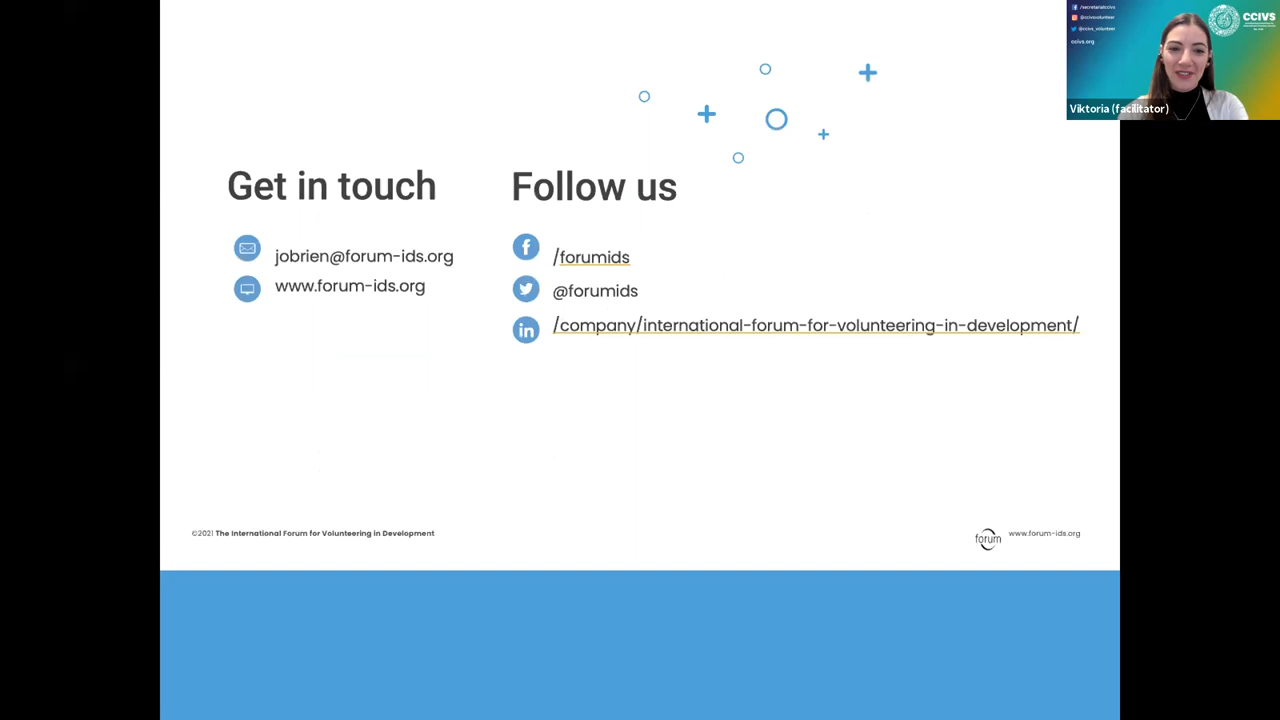 /secretariatccivs
@ccivsvolunteer
@ccivs_volunteer
ccivs.org
CCIVS
Viktoria (facilitator)
Get in touch
jobrien@forum-ids.org
www.forum-ids.org
Follow us
/forumids
@forumids
/company/international-forum-for-volunteering-in-development/
©2021 The International Forum for Volunteering in Development
forum
www.forum-ids.org